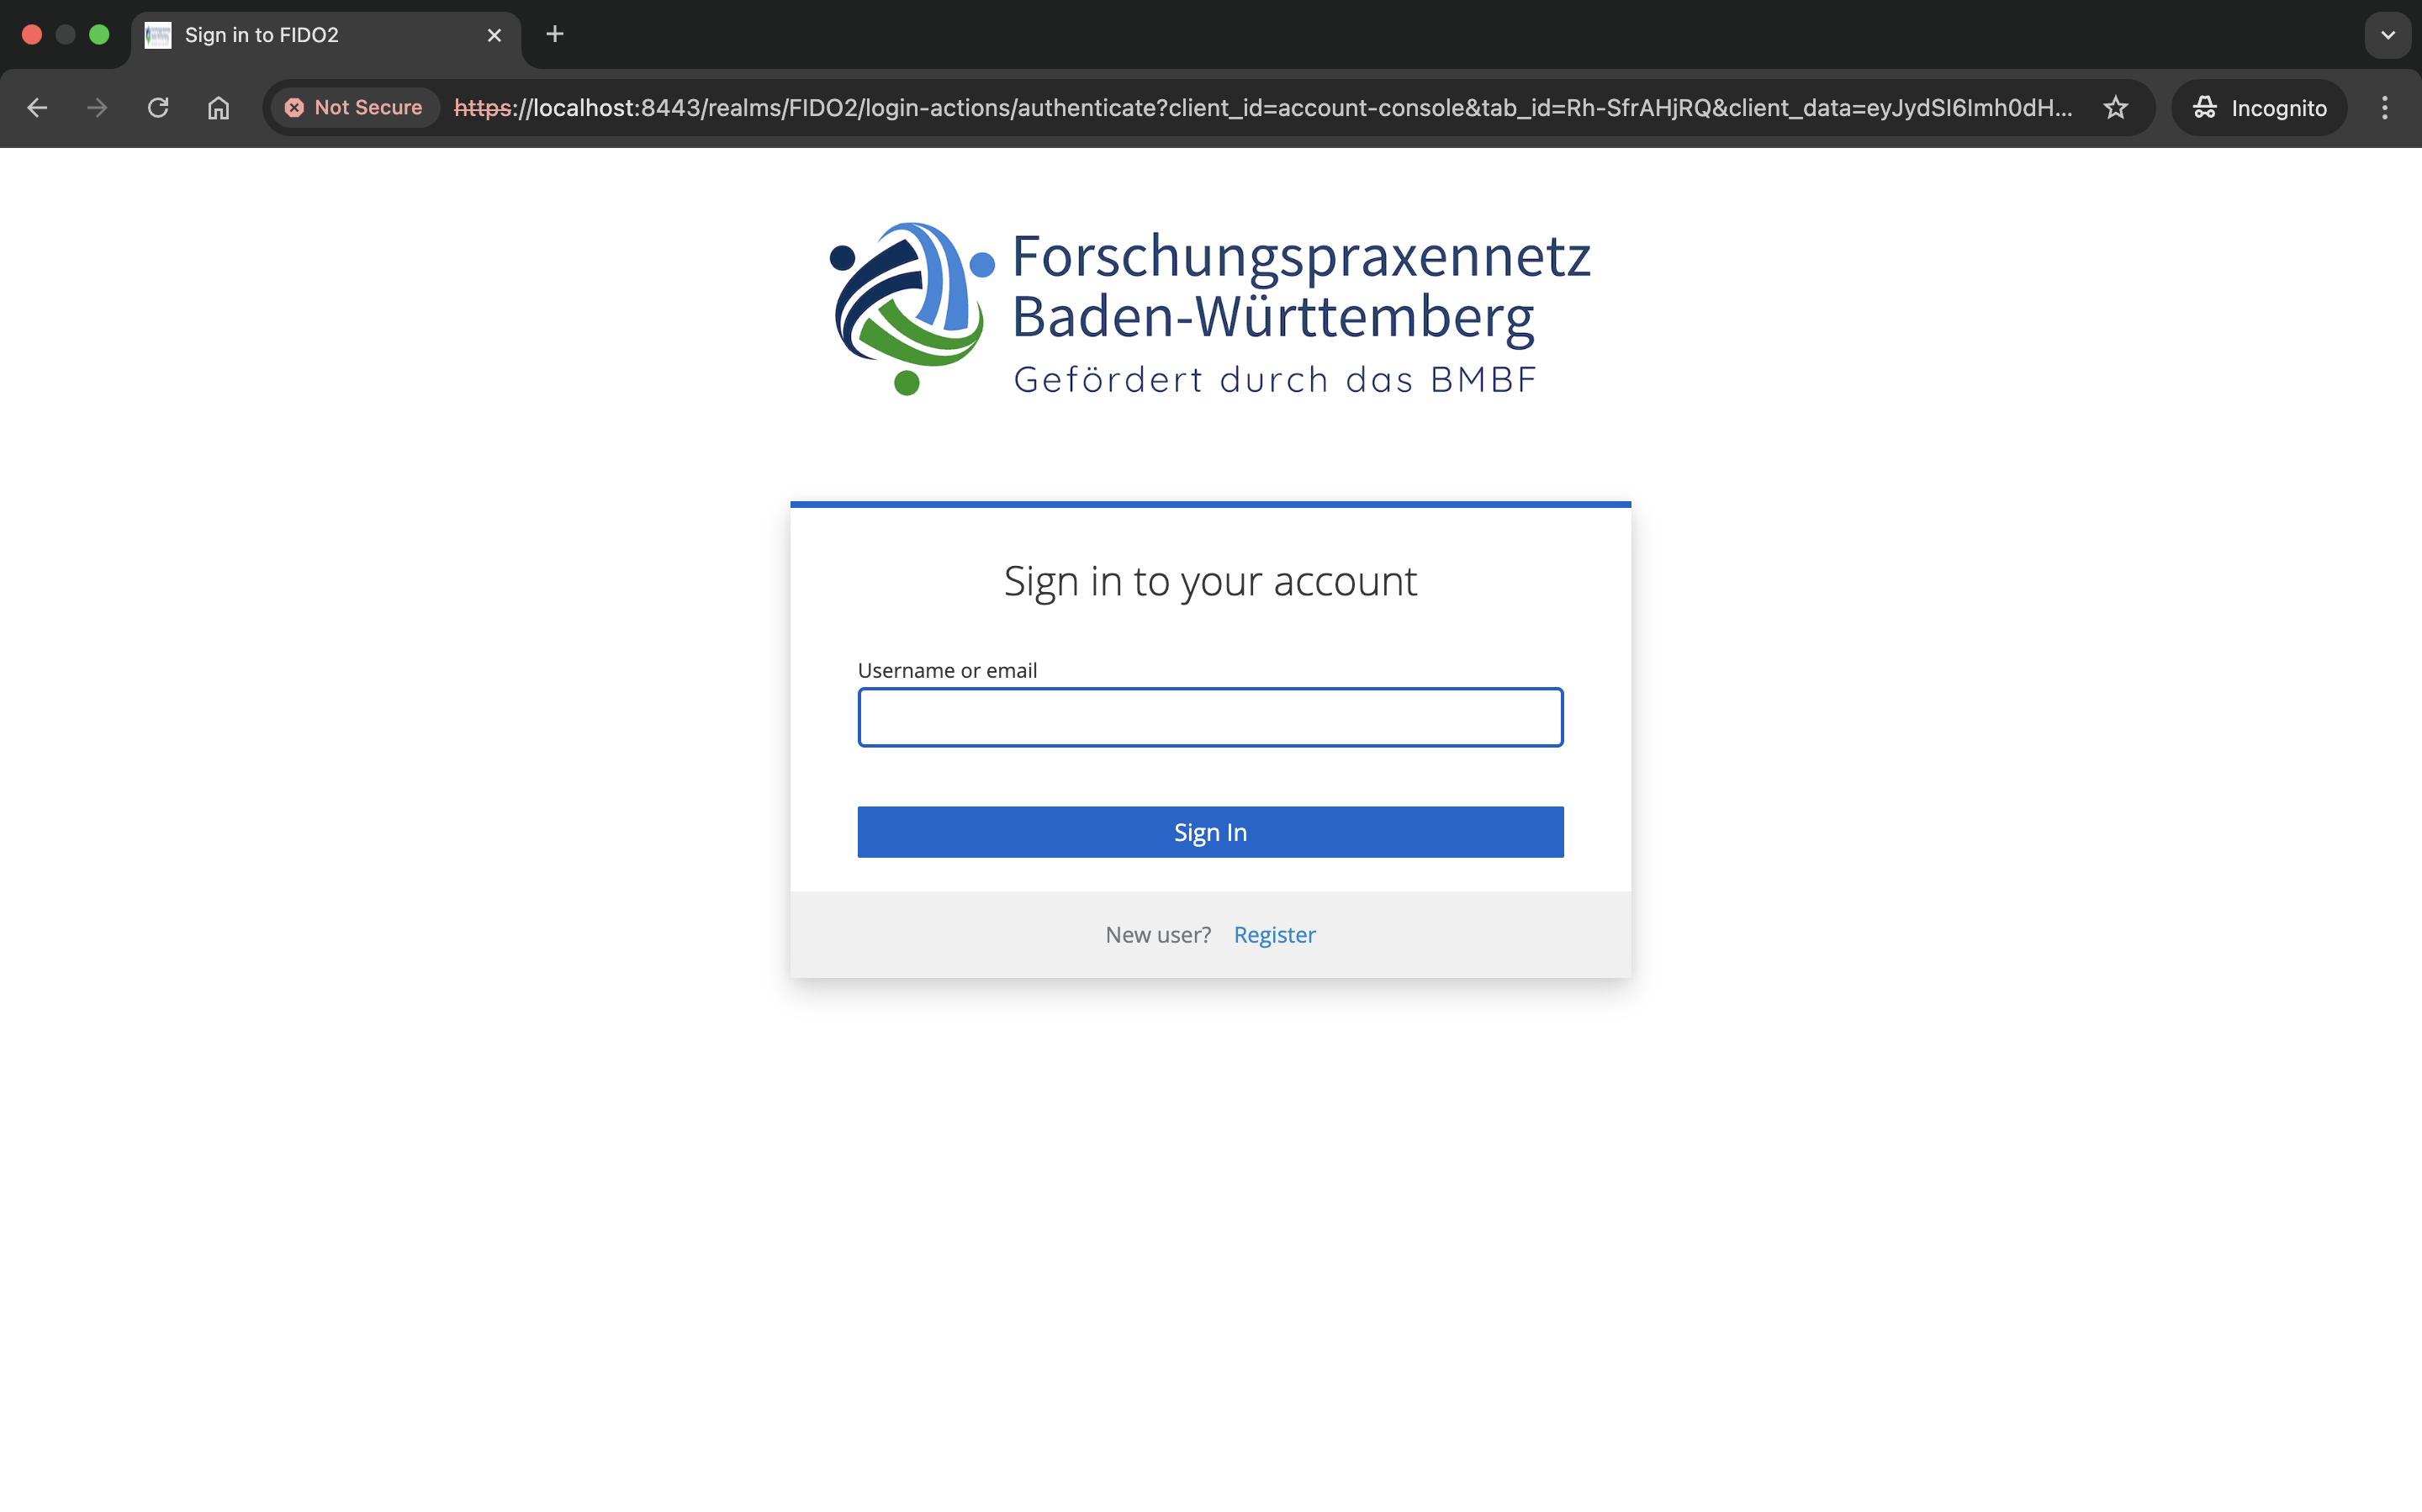 Sign in to FIDO2
Not Secure https://localhost:8443/realms/FIDO2/login-actions/authenticate?client_id=account-console&tab_id=Rh-SfrAHjRQ&client_data=eyJydSI6Imh0dH... Incognito
Forschungspraxennetz
Baden-Württemberg
Gefördert durch das BMBF
Sign in to your account
Username or email
Sign In
New user? Register